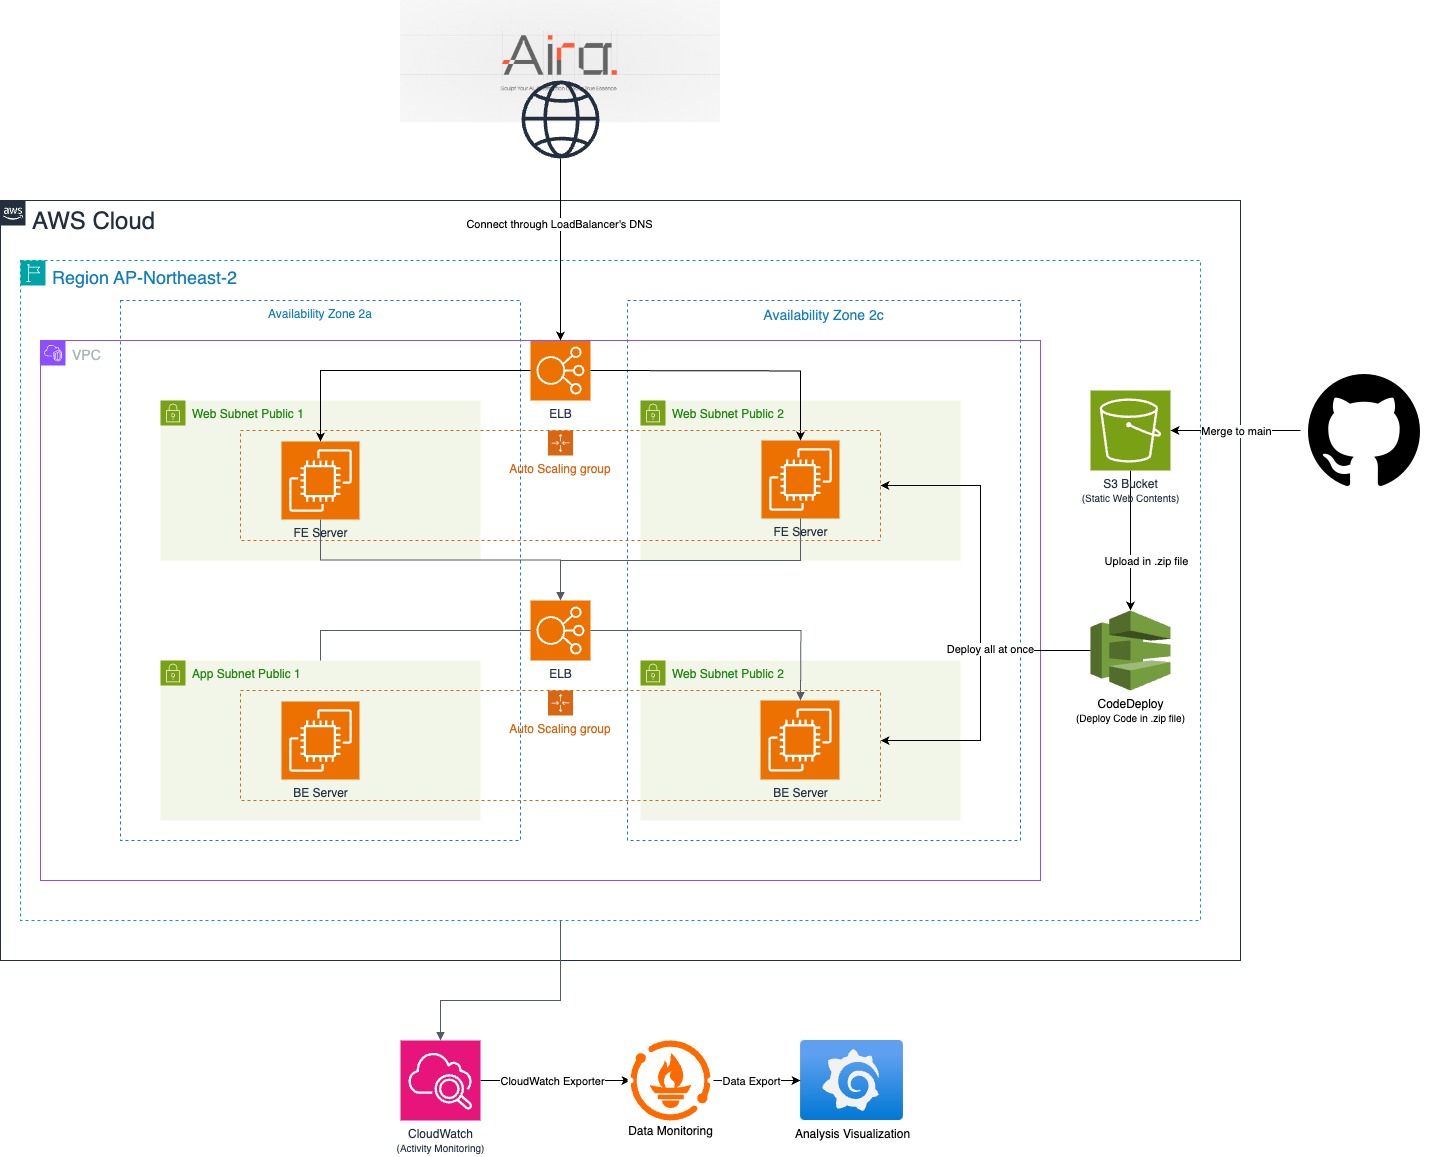 Aira.
Sculpt Your AI,
True Essence
aws
AWS Cloud
Connect through LoadBalancer's DNS
Region AP-Northeast-2
Availability Zone 2a
Availability Zone 2c
VPC
ELB
Web Subnet Public 1
Web Subnet Public 2
Auto Scaling group
FE Server
FE Server
S3 Bucket
(Static Web Contents)
Merge to main
Upload in .zip file
ELB
App Subnet Public 1
Web Subnet Public 2
Auto Scaling group
BE Server
BE Server
Deploy all at once
CodeDeploy
(Deploy Code in .zip file)
CloudWatch
(Activity Monitoring)
CloudWatch Exporter
Data Monitoring
Data Export
Analysis Visualization